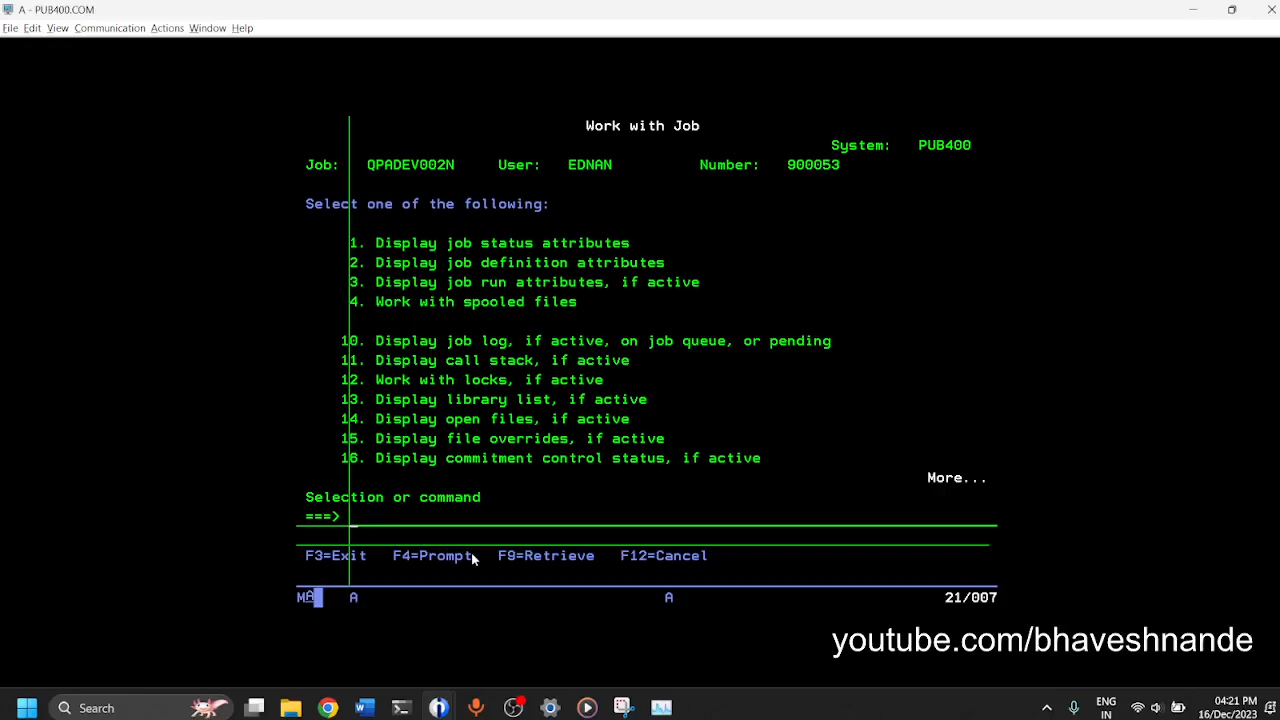 A - PUB400.COM
File Edit View Communication Actions Window Help
Work with Job
System: PUB400
Job: QPADEV002N User: EDNAN Number: 900053
Select one of the following:
1. Display job status attributes
2. Display job definition attributes
3. Display job run attributes, if active
4. Work with spooled files
10. Display job log, if active, on job queue, or pending
11. Display call stack, if active
12. Work with locks, if active
13. Display library list, if active
14. Display open files, if active
15. Display file overrides, if active
16. Display commitment control status, if active
More...
Selection or command
===>
F3=Exit F4=Prompt F9=Retrieve F12=Cancel
MA A A 21/007
youtube.com/bhaveshnande
Search
ENG
IN
04:21 PM
16/Dec/2023